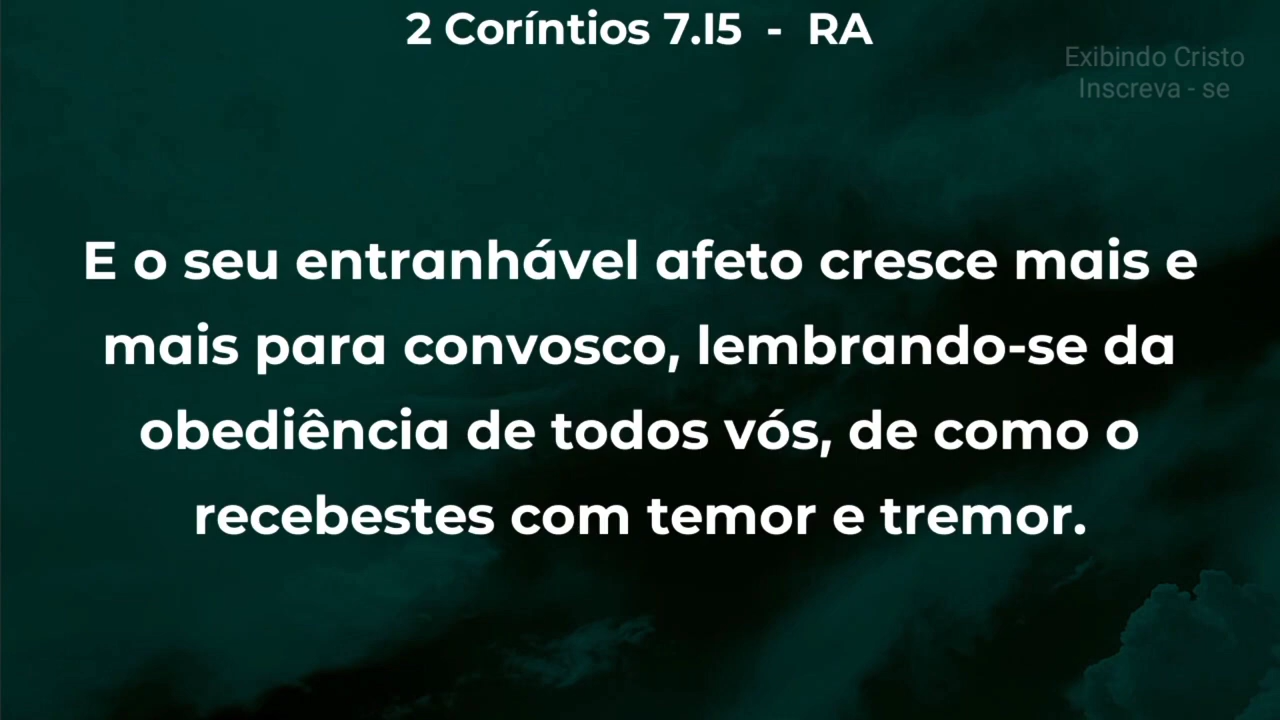 2 Coríntios 7.I5 - RA
Exibindo Cristo
Inscreva - se
E o seu entranhável afeto cresce mais e
mais para convosco, lembrando-se da
obediência de todos vós, de como o
recebestes com temor e tremor.